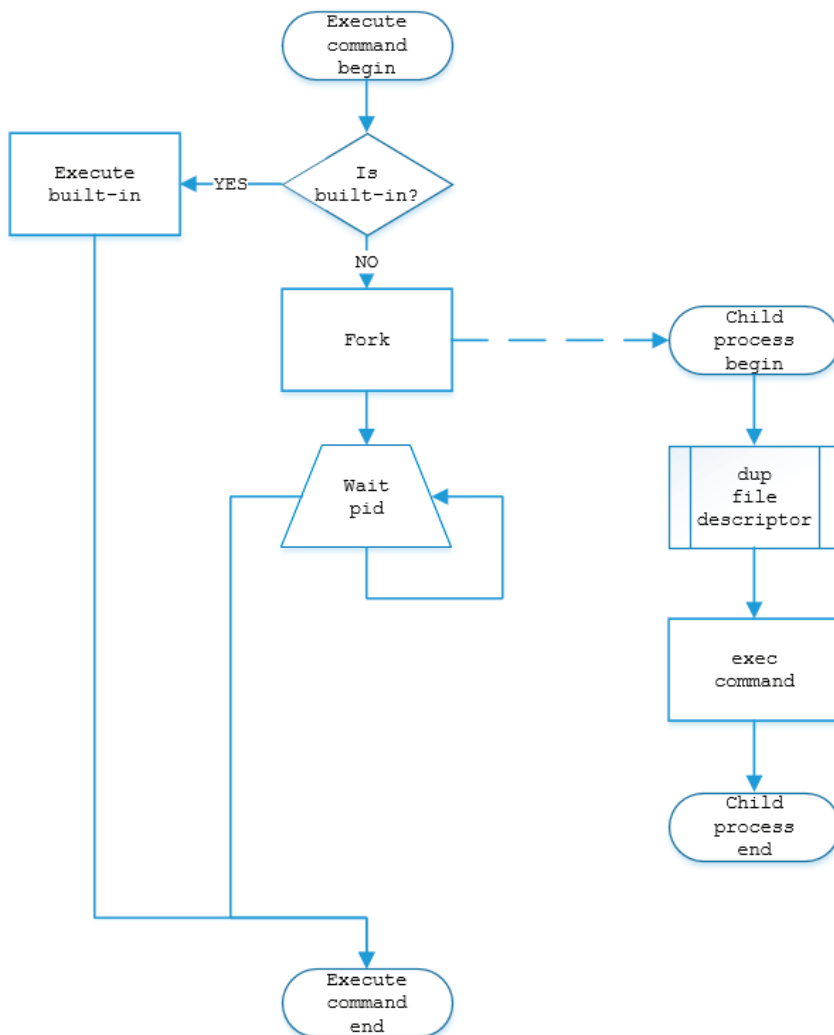 Execute
command
begin
Is
built-in?
YES
Execute
built-in
NO
Fork
Child
process
begin
Wait
pid
dup
file
descriptor
exec
command
Child
process
end
Execute
command
end